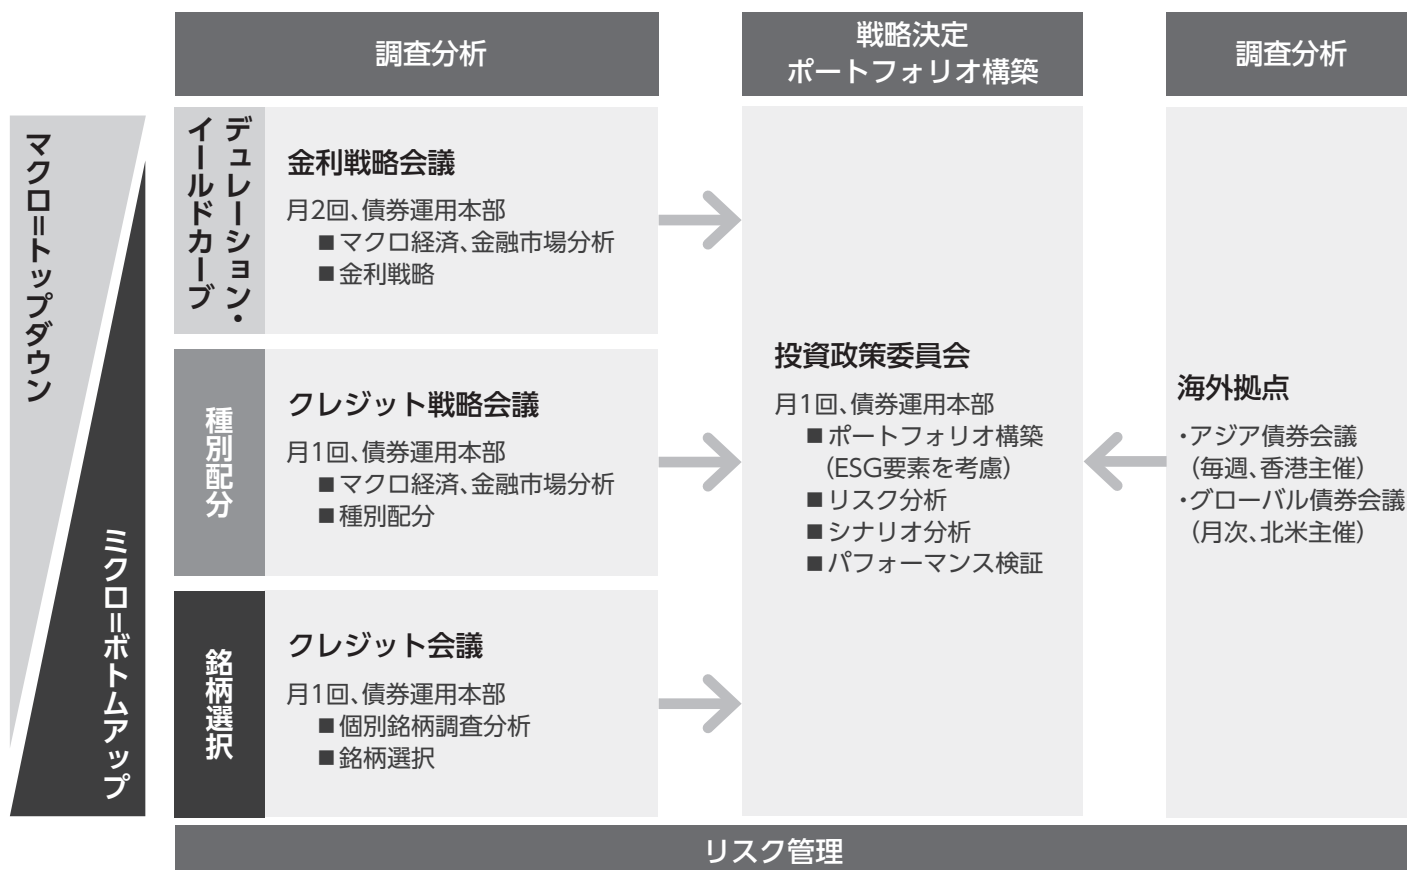 調査分析
戦略決定
ポートフォリオ構築
調査分析
マクロ=トップダウン
ミクロ=ボトムアップ
デュレーション・
イールドカーブ
金利戦略会議
月2回、債券運用本部
■マクロ経済、金融市場分析
■金利戦略
種別配分
クレジット戦略会議
月1回、債券運用本部
■マクロ経済、金融市場分析
■種別配分
銘柄選択
クレジット会議
月1回、債券運用本部
■個別銘柄調査分析
■銘柄選択
投資政策委員会
月1回、債券運用本部
■ポートフォリオ構築
（ESG要素を考慮）
■リスク分析
■シナリオ分析
■パフォーマンス検証
海外拠点
・アジア債券会議
（毎週、香港主催）
・グローバル債券会議
（月次、北米主催）
リスク管理